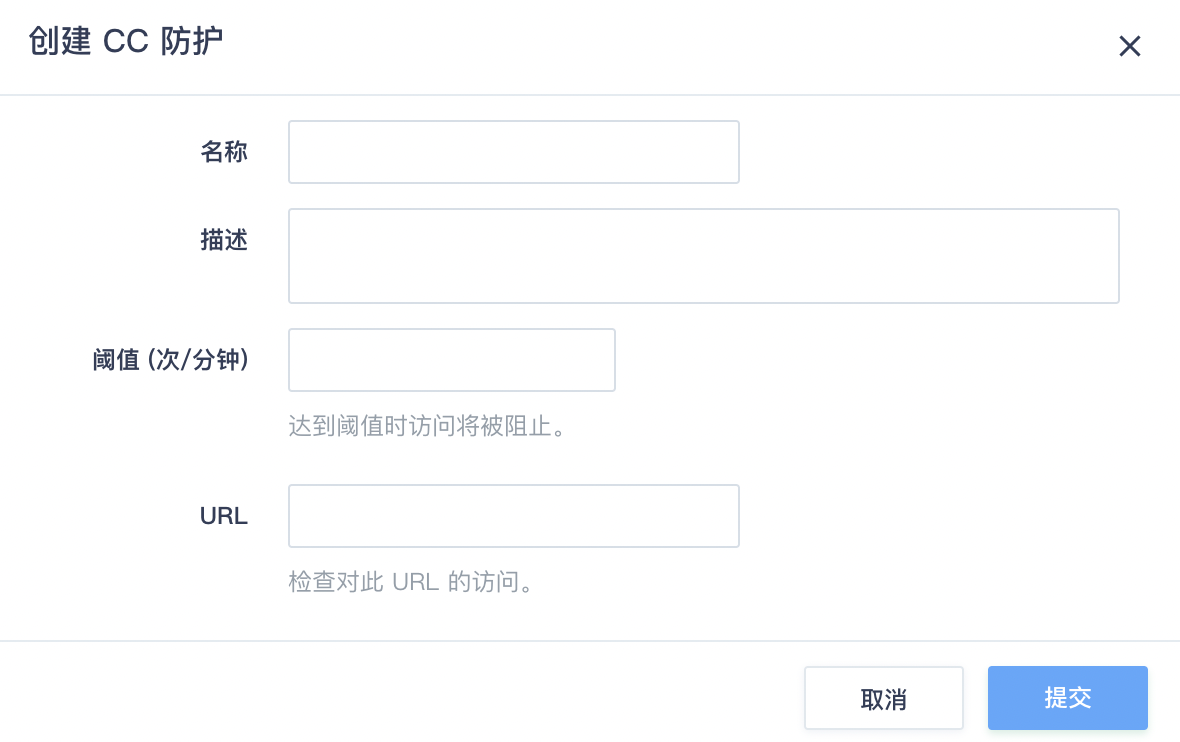 创建 CC 防护
名称
描述
阈值 (次/分钟)
达到阈值时访问将被阻止。
URL
检查对此 URL 的访问。
取消
提交